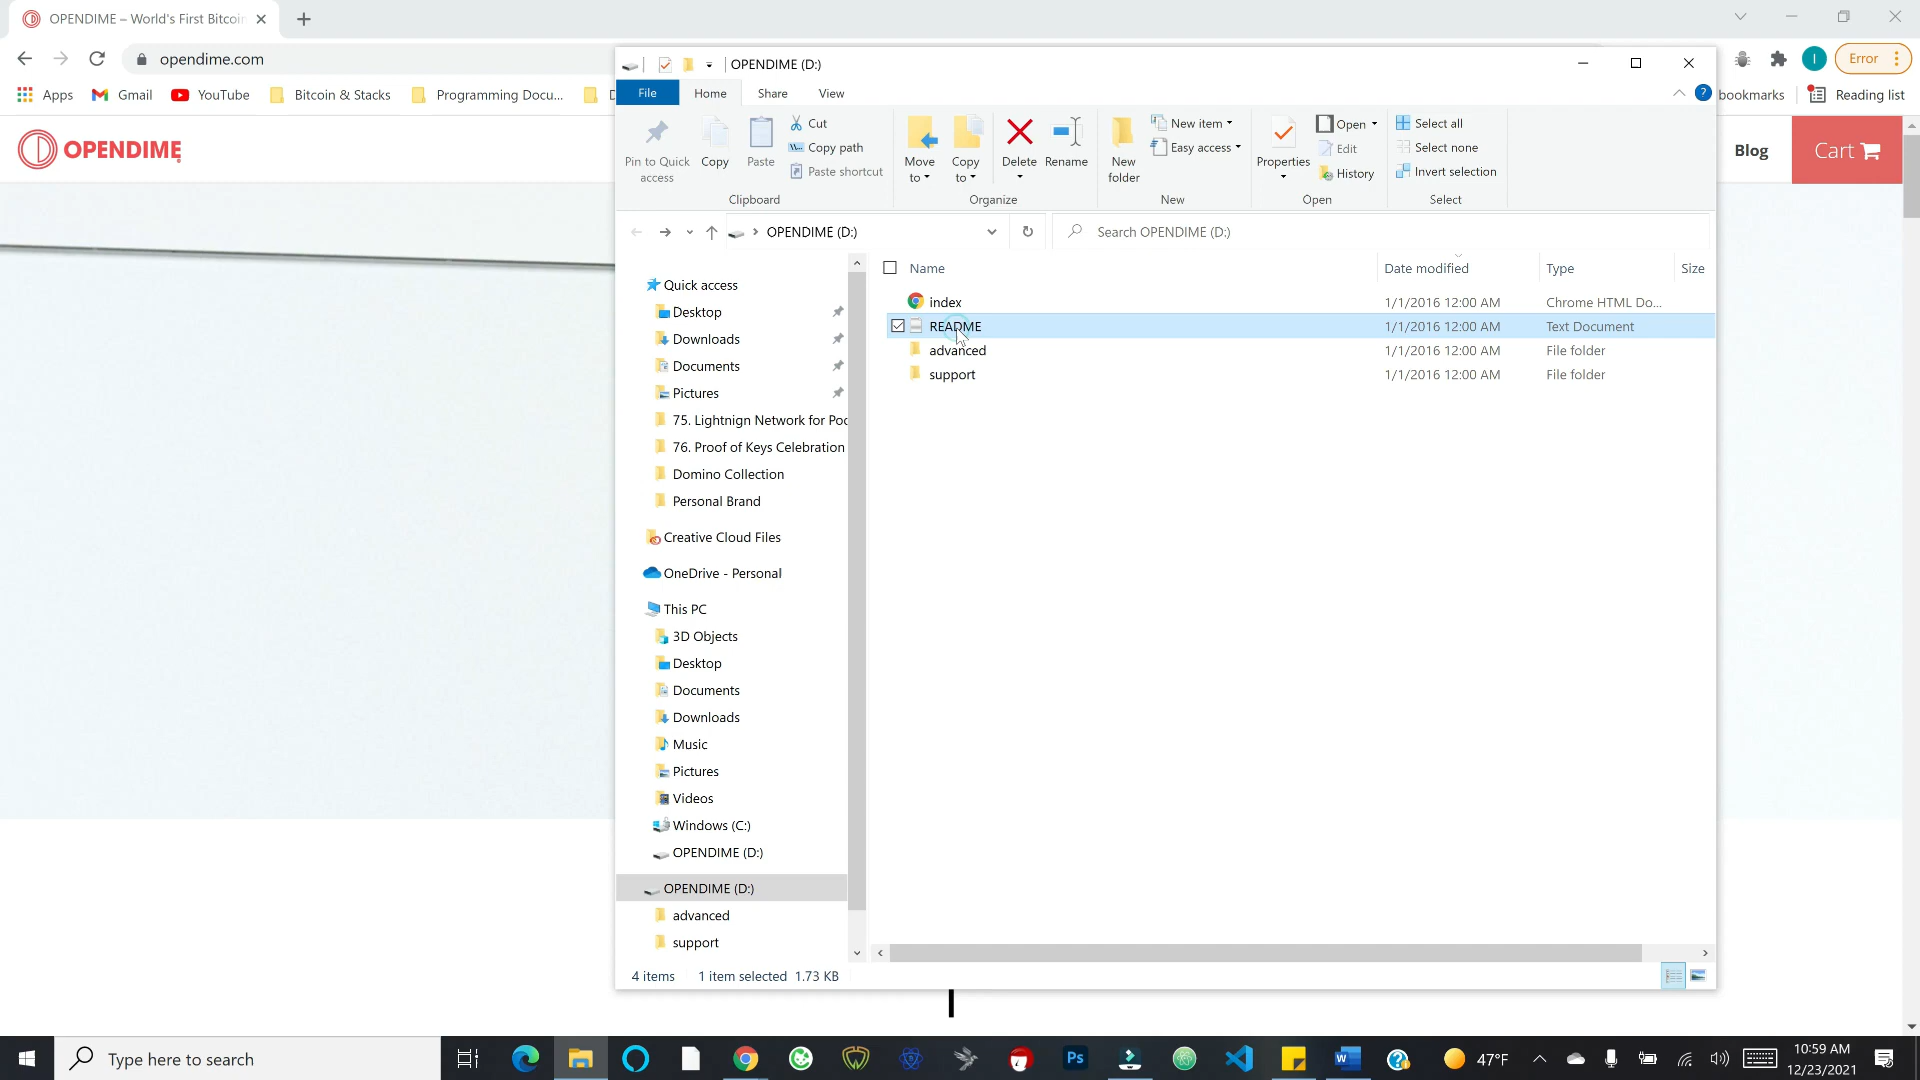 OPENDIME – World's First Bitcoin
opendime.com
Error
Apps
Gmail
YouTube
Bitcoin & Stacks
Programming Docu...
bookmarks
Reading list
OPENDIME
Blog
Cart
OPENDIME (D:)
File
Home
Share
View
Pin to Quick access
Copy
Paste
Cut
Copy path
Paste shortcut
Clipboard
Move to
Copy to
Delete
Rename
Organize
New folder
New item
Easy access
New
Properties
Open
Edit
History
Open
Select all
Select none
Invert selection
Select
OPENDIME (D:)
Search OPENDIME (D:)
Name
Date modified
Type
Size
index 1/1/2016 12:00 AM Chrome HTML Do...
README 1/1/2016 12:00 AM Text Document
advanced 1/1/2016 12:00 AM File folder
support 1/1/2016 12:00 AM File folder
Quick access
Desktop
Downloads
Documents
Pictures
75. Lightnign Network for Poc
76. Proof of Keys Celebration
Domino Collection
Personal Brand
Creative Cloud Files
OneDrive - Personal
This PC
3D Objects
Desktop
Documents
Downloads
Music
Pictures
Videos
Windows (C:)
OPENDIME (D:)
OPENDIME (D:)
advanced
support
4 items 1 item selected 1.73 KB
Type here to search
Ps
47°F
10:59 AM
12/23/2021